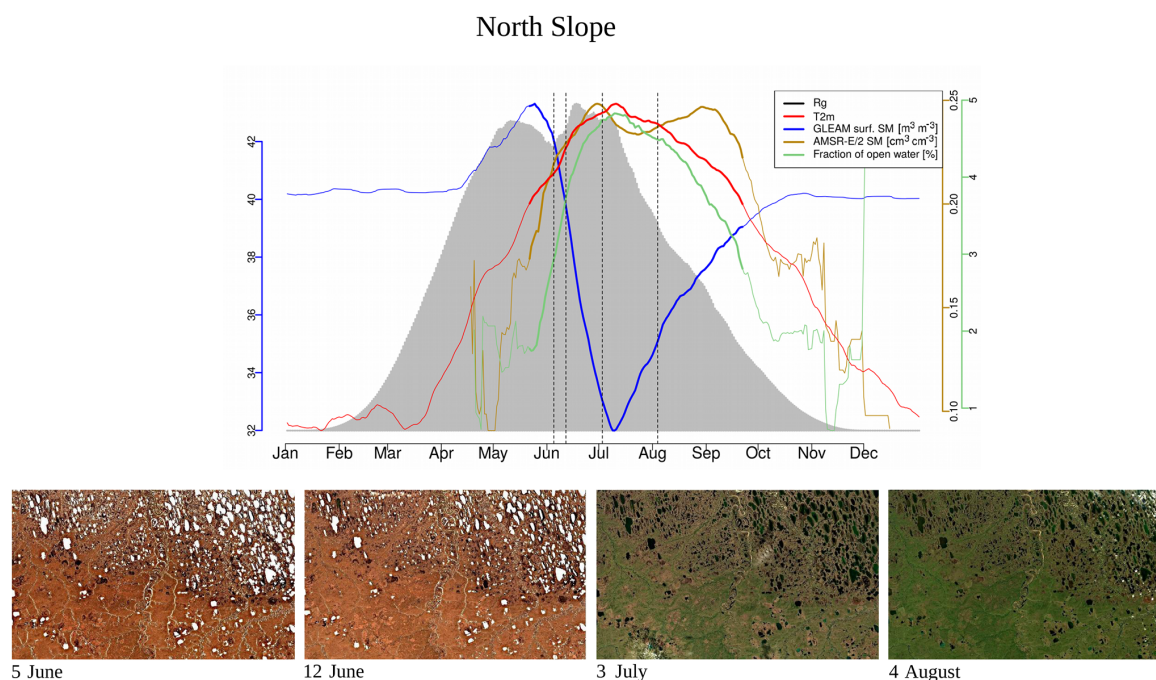 North Slope
Rg
T2m
GLEAM surf. SM [m³ m⁻³]
AMSR-E/2 SM [cm³ cm⁻³]
Fraction of open water [%]
42
40
38
36
34
32
0.25
0.20
0.15
0.10
5
4
3
2
1
Jan Feb Mar Apr May Jun Jul Aug Sep Oct Nov Dec
5 June 12 June 3 July 4 August